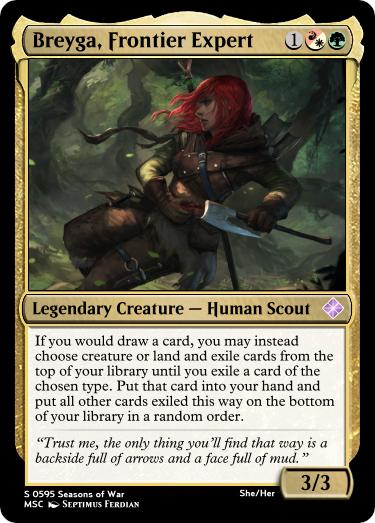 Breyga, Frontier Expert 1
Legendary Creature — Human Scout
If you would draw a card, you may instead
choose creature or land and exile cards from the
top of your library until you exile a card of the
chosen type. Put that card into your hand and
put all other cards exiled this way on the bottom
of your library in a random order.
“Trust me, the only thing you’ll find that way is a
backside full of arrows and a face full of mud.”
3/3
S 0595 Seasons of War She/Her
MSC Septimus Ferdian